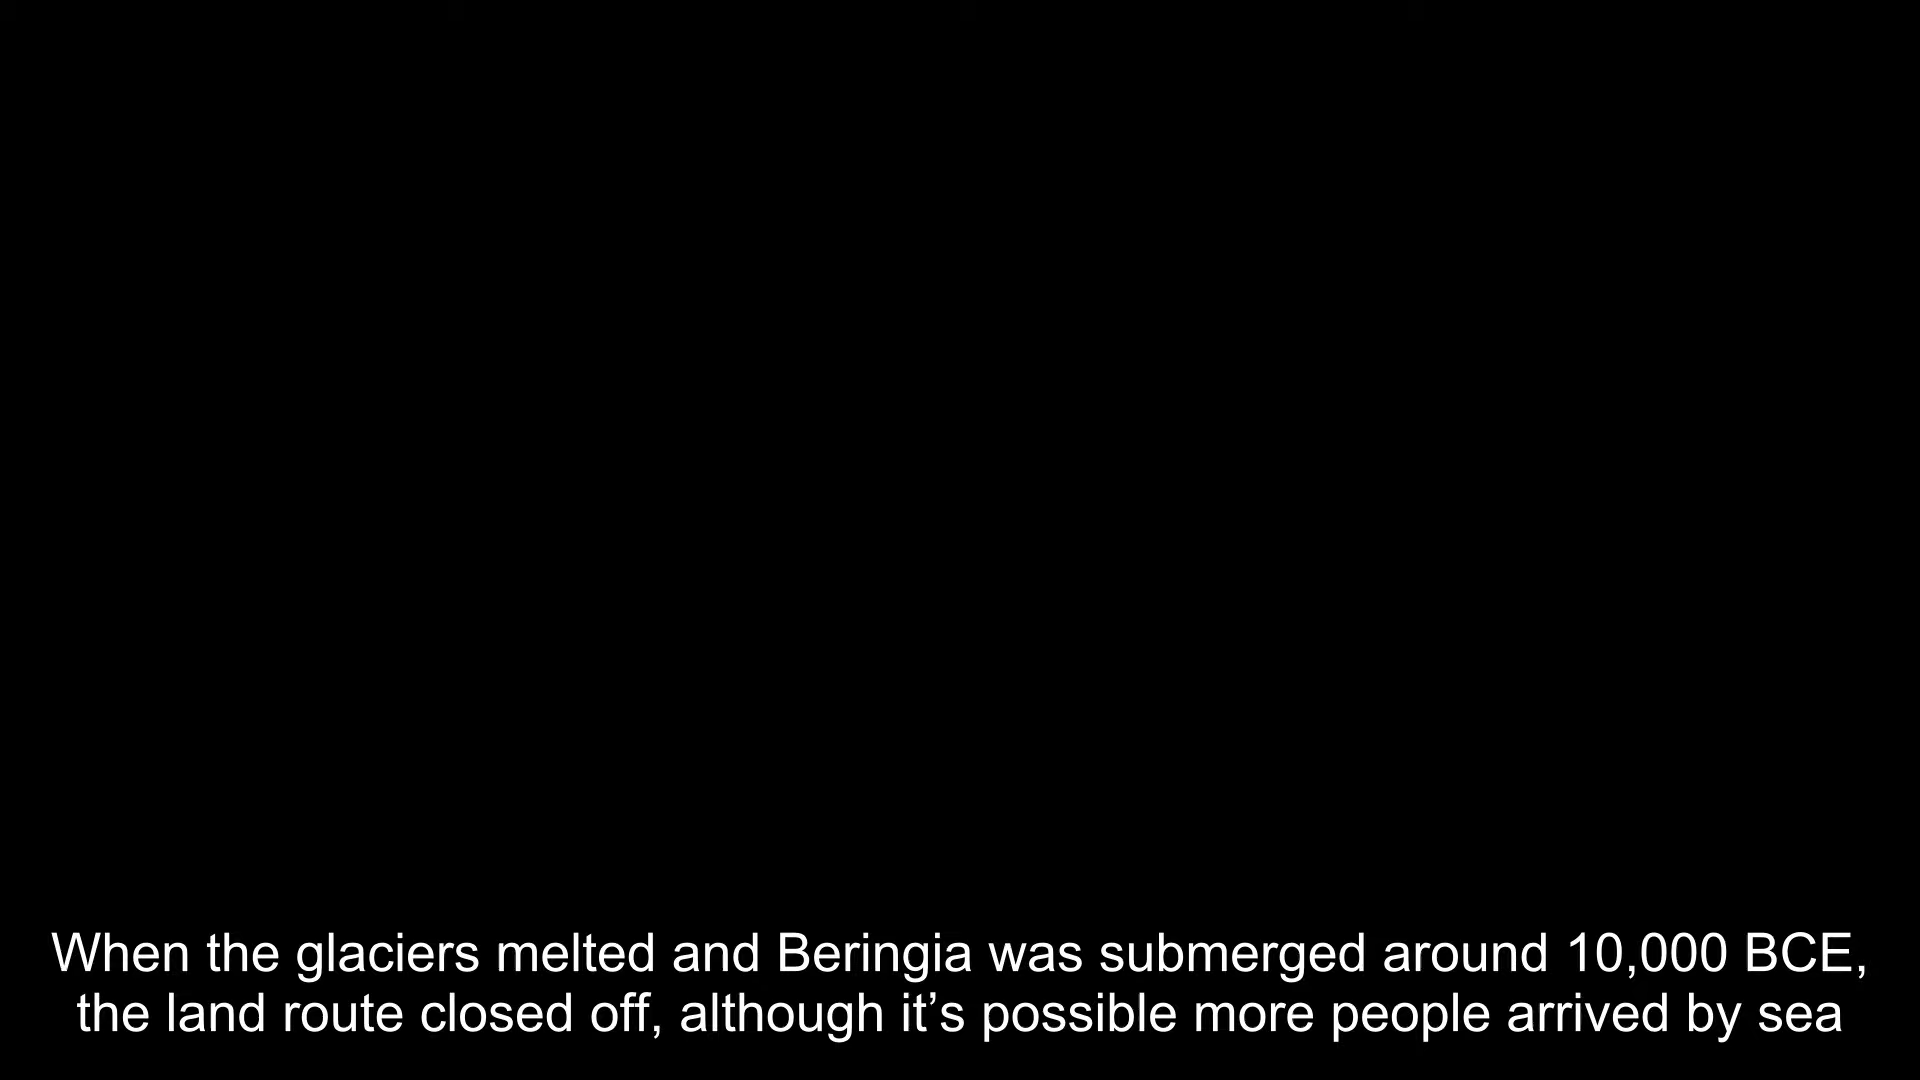 When the glaciers melted and Beringia was submerged around 10,000 BCE,
the land route closed off, although it’s possible more people arrived by sea